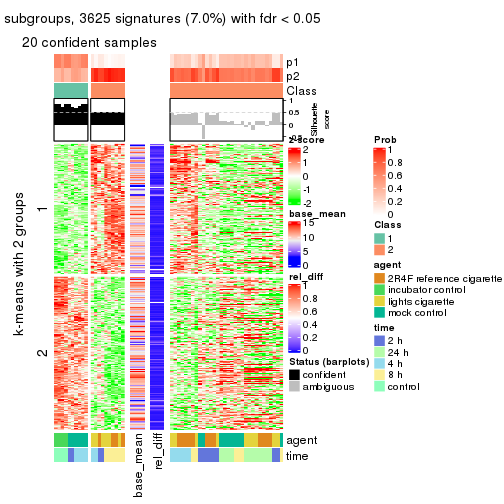 subgroups, 3625 signatures (7.0%) with fdr < 0.05
20 confident samples
p1
p2
Class
1
0.5
0
-0.5
Silhouette
score
k-means with 2 groups
1
2
base_mean
rel_diff
agent
time
z-score
2
1
0
-1
-2
base_mean
15
10
5
0
rel_diff
1
0.8
0.6
0.4
0.2
0
Status (barplots)
confident
ambiguous
Prob
1
0.8
0.6
0.4
0.2
0
Class
1
2
agent
2R4F reference cigarette
incubator control
lights cigarette
mock control
time
2 h
24 h
4 h
8 h
control